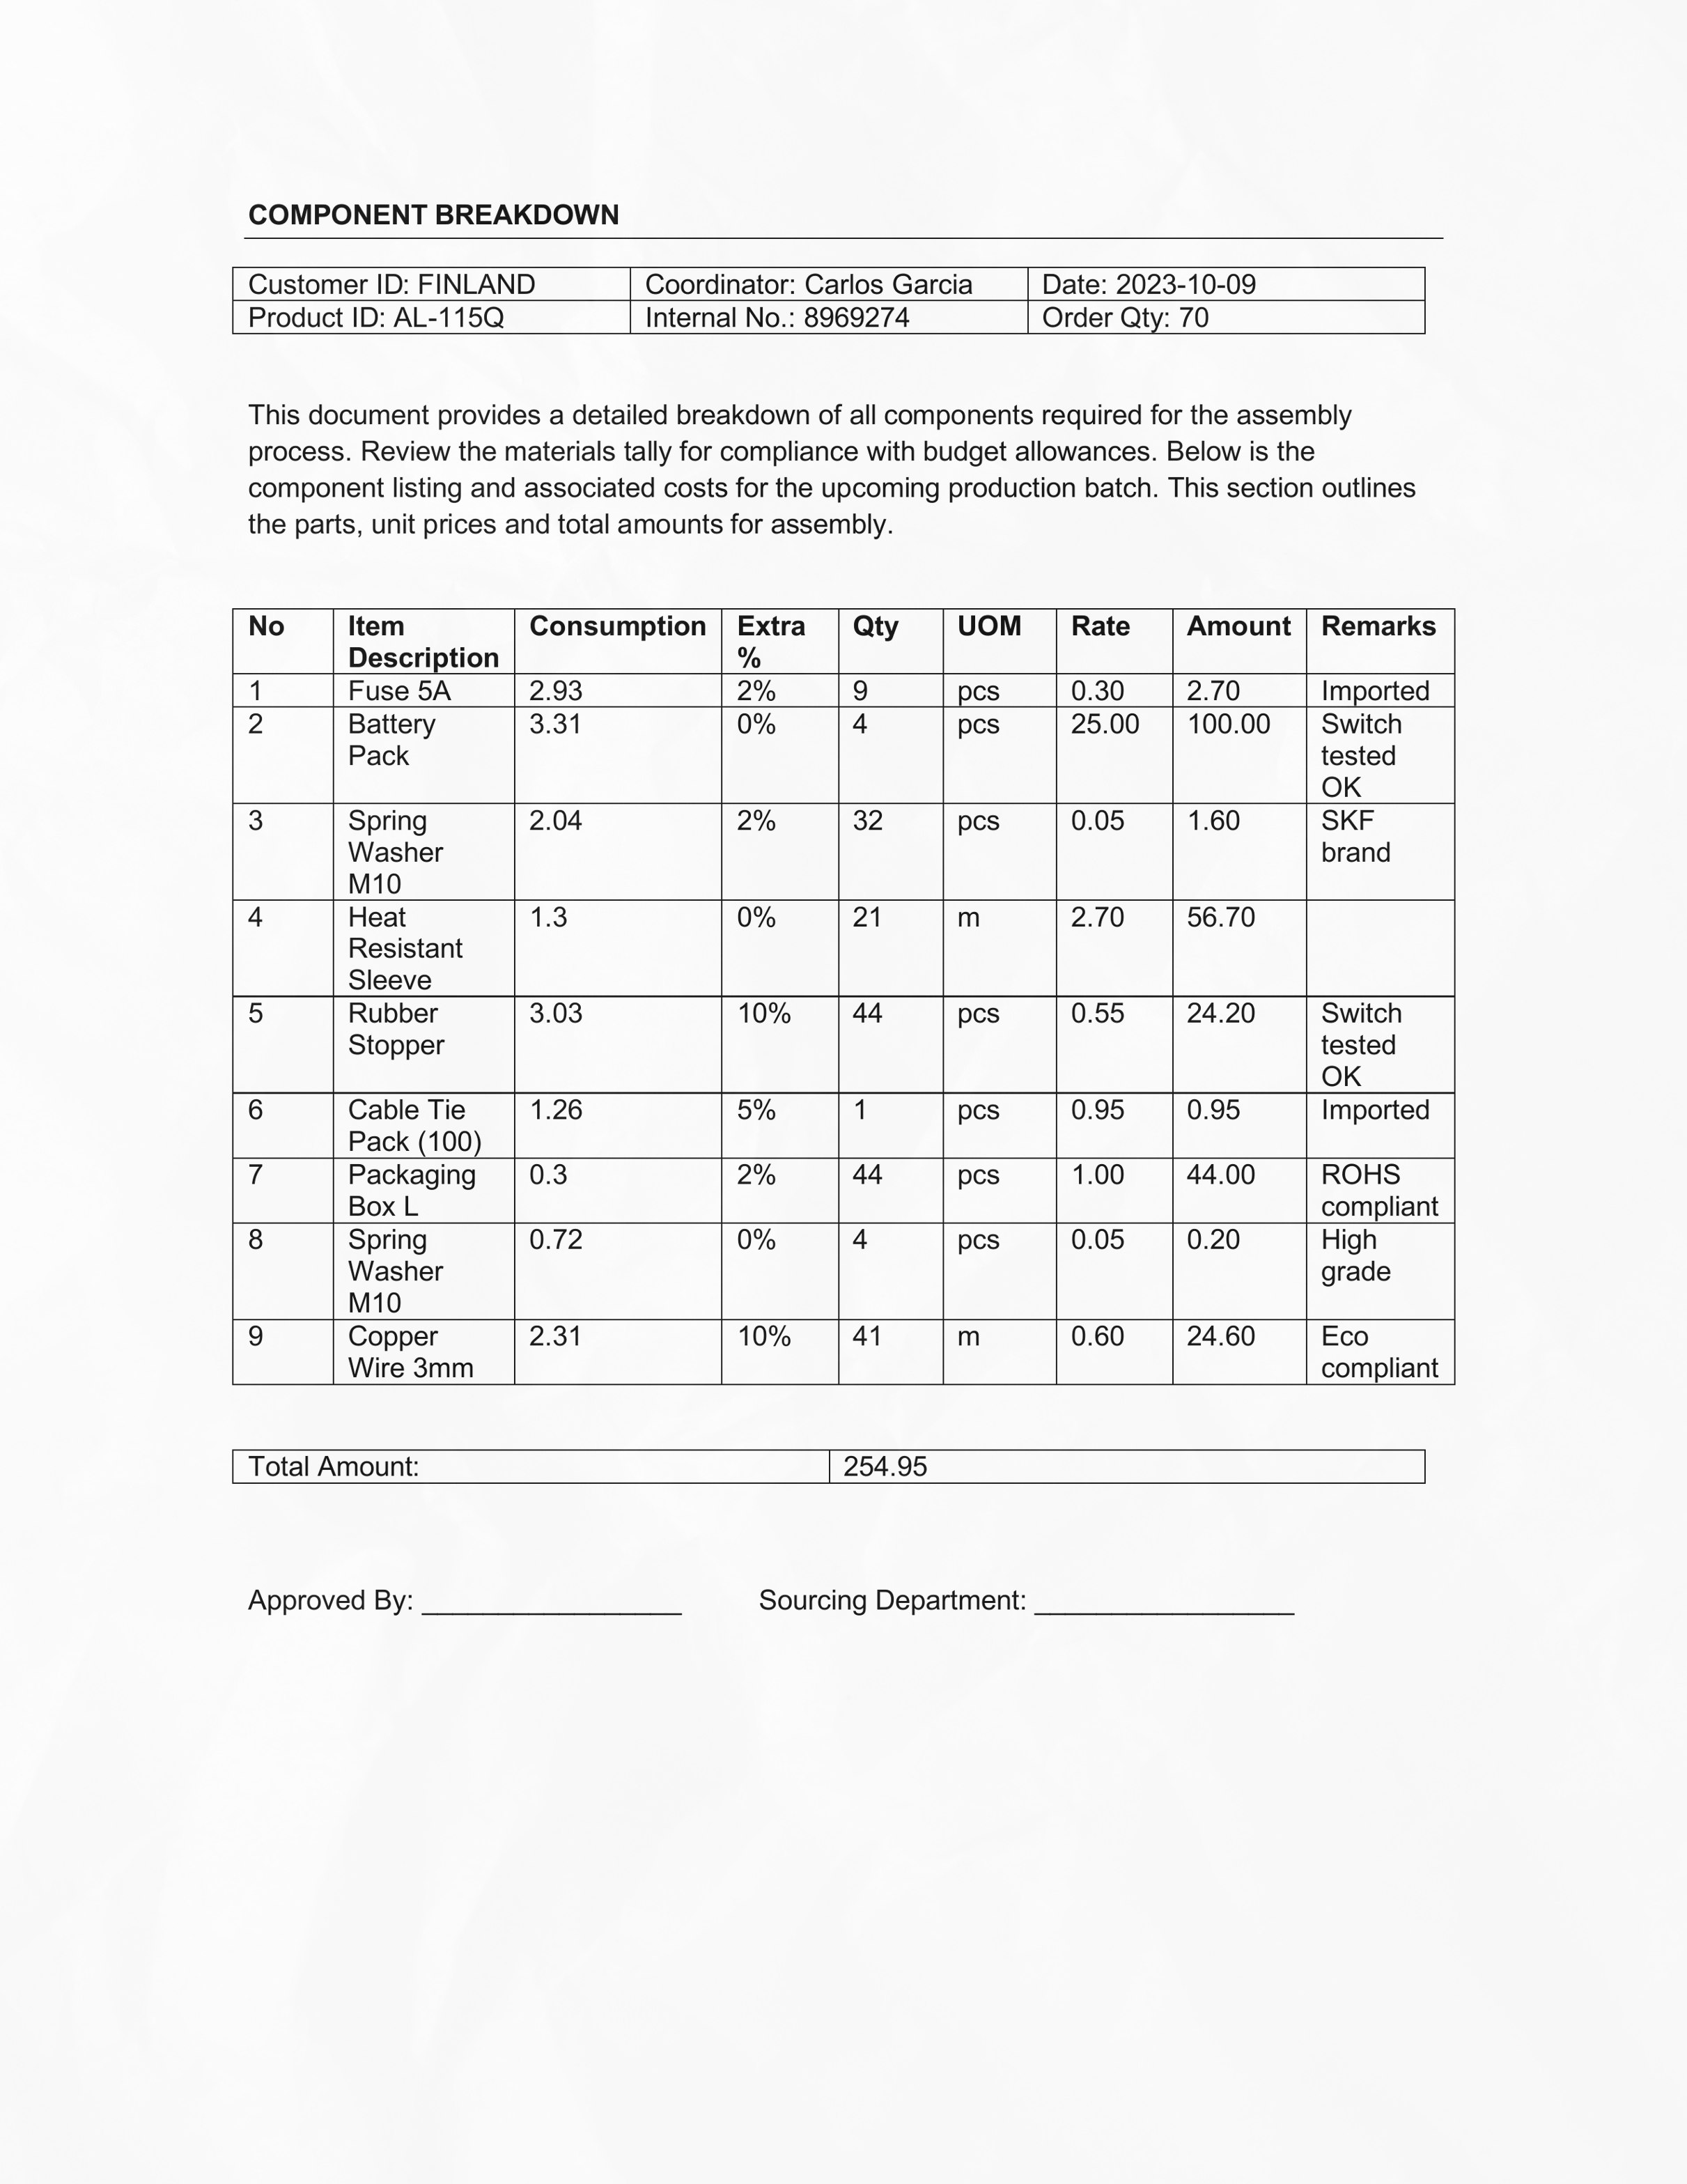 COMPONENT BREAKDOWN
Customer ID: FINLAND Coordinator: Carlos Garcia Date: 2023-10-09
Product ID: AL-115Q Internal No.: 8969274 Order Qty: 70
This document provides a detailed breakdown of all components required for the assembly
process. Review the materials tally for compliance with budget allowances. Below is the
component listing and associated costs for the upcoming production batch. This section outlines
the parts, unit prices and total amounts for assembly.
No Item Consumption Extra Qty UOM Rate Amount Remarks
Description %
1 Fuse 5A 2.93 2% 9 pcs 0.30 2.70 Imported
2 Battery 3.31 0% 4 pcs 25.00 100.00 Switch
Pack tested
OK
3 Spring 2.04 2% 32 pcs 0.05 1.60 SKF
Washer brand
M10
4 Heat 1.3 0% 21 m 2.70 56.70
Resistant
Sleeve
5 Rubber 3.03 10% 44 pcs 0.55 24.20 Switch
Stopper tested
OK
6 Cable Tie 1.26 5% 1 pcs 0.95 0.95 Imported
Pack (100)
7 Packaging 0.3 2% 44 pcs 1.00 44.00 ROHS
Box L compliant
8 Spring 0.72 0% 4 pcs 0.05 0.20 High
Washer grade
M10
9 Copper 2.31 10% 41 m 0.60 24.60 Eco
Wire 3mm compliant
Total Amount: 254.95
Approved By: _________________ Sourcing Department: _________________